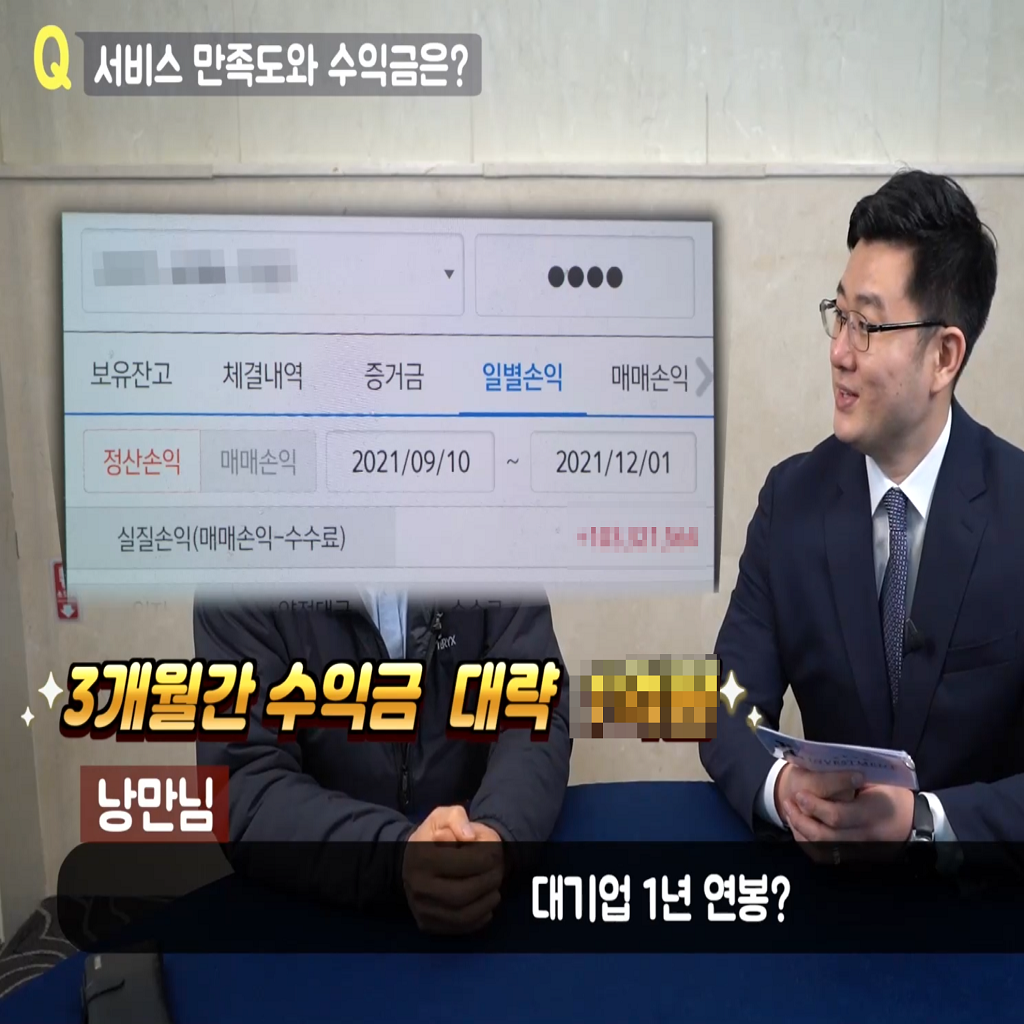 Q 서비스 만족도와 수익금은?
●●●●
보유잔고 체결내역 증거금 일별손익 매매손익
정산손익 매매손익 2021/09/10 ~ 2021/12/01
실질손익(매매손익-수수료)
3개월간 수익금 대략
낭만님
대기업 1년 연봉?